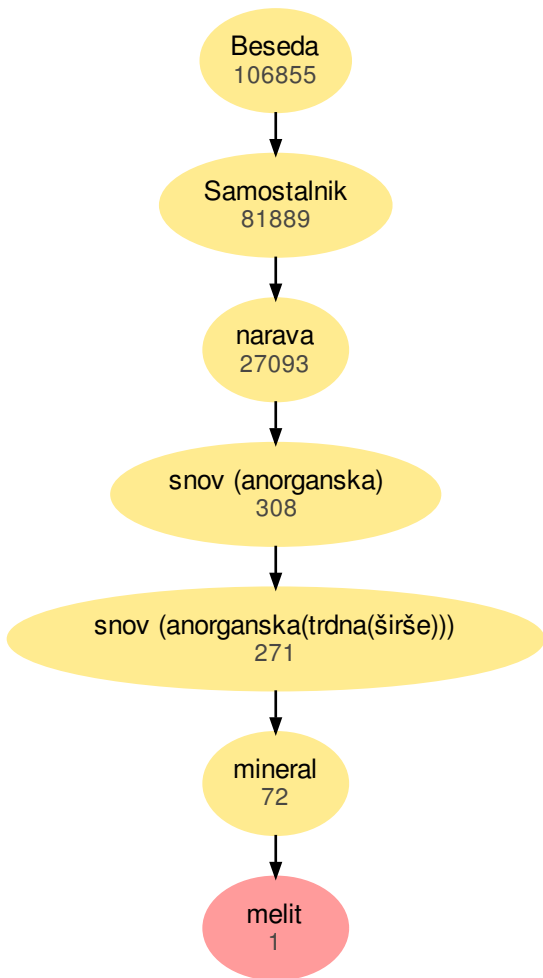 Beseda
106855
Samostalnik
81889
narava
27093
snov (anorganska)
308
snov (anorganska(trdna(širše)))
271
mineral
72
melit
1